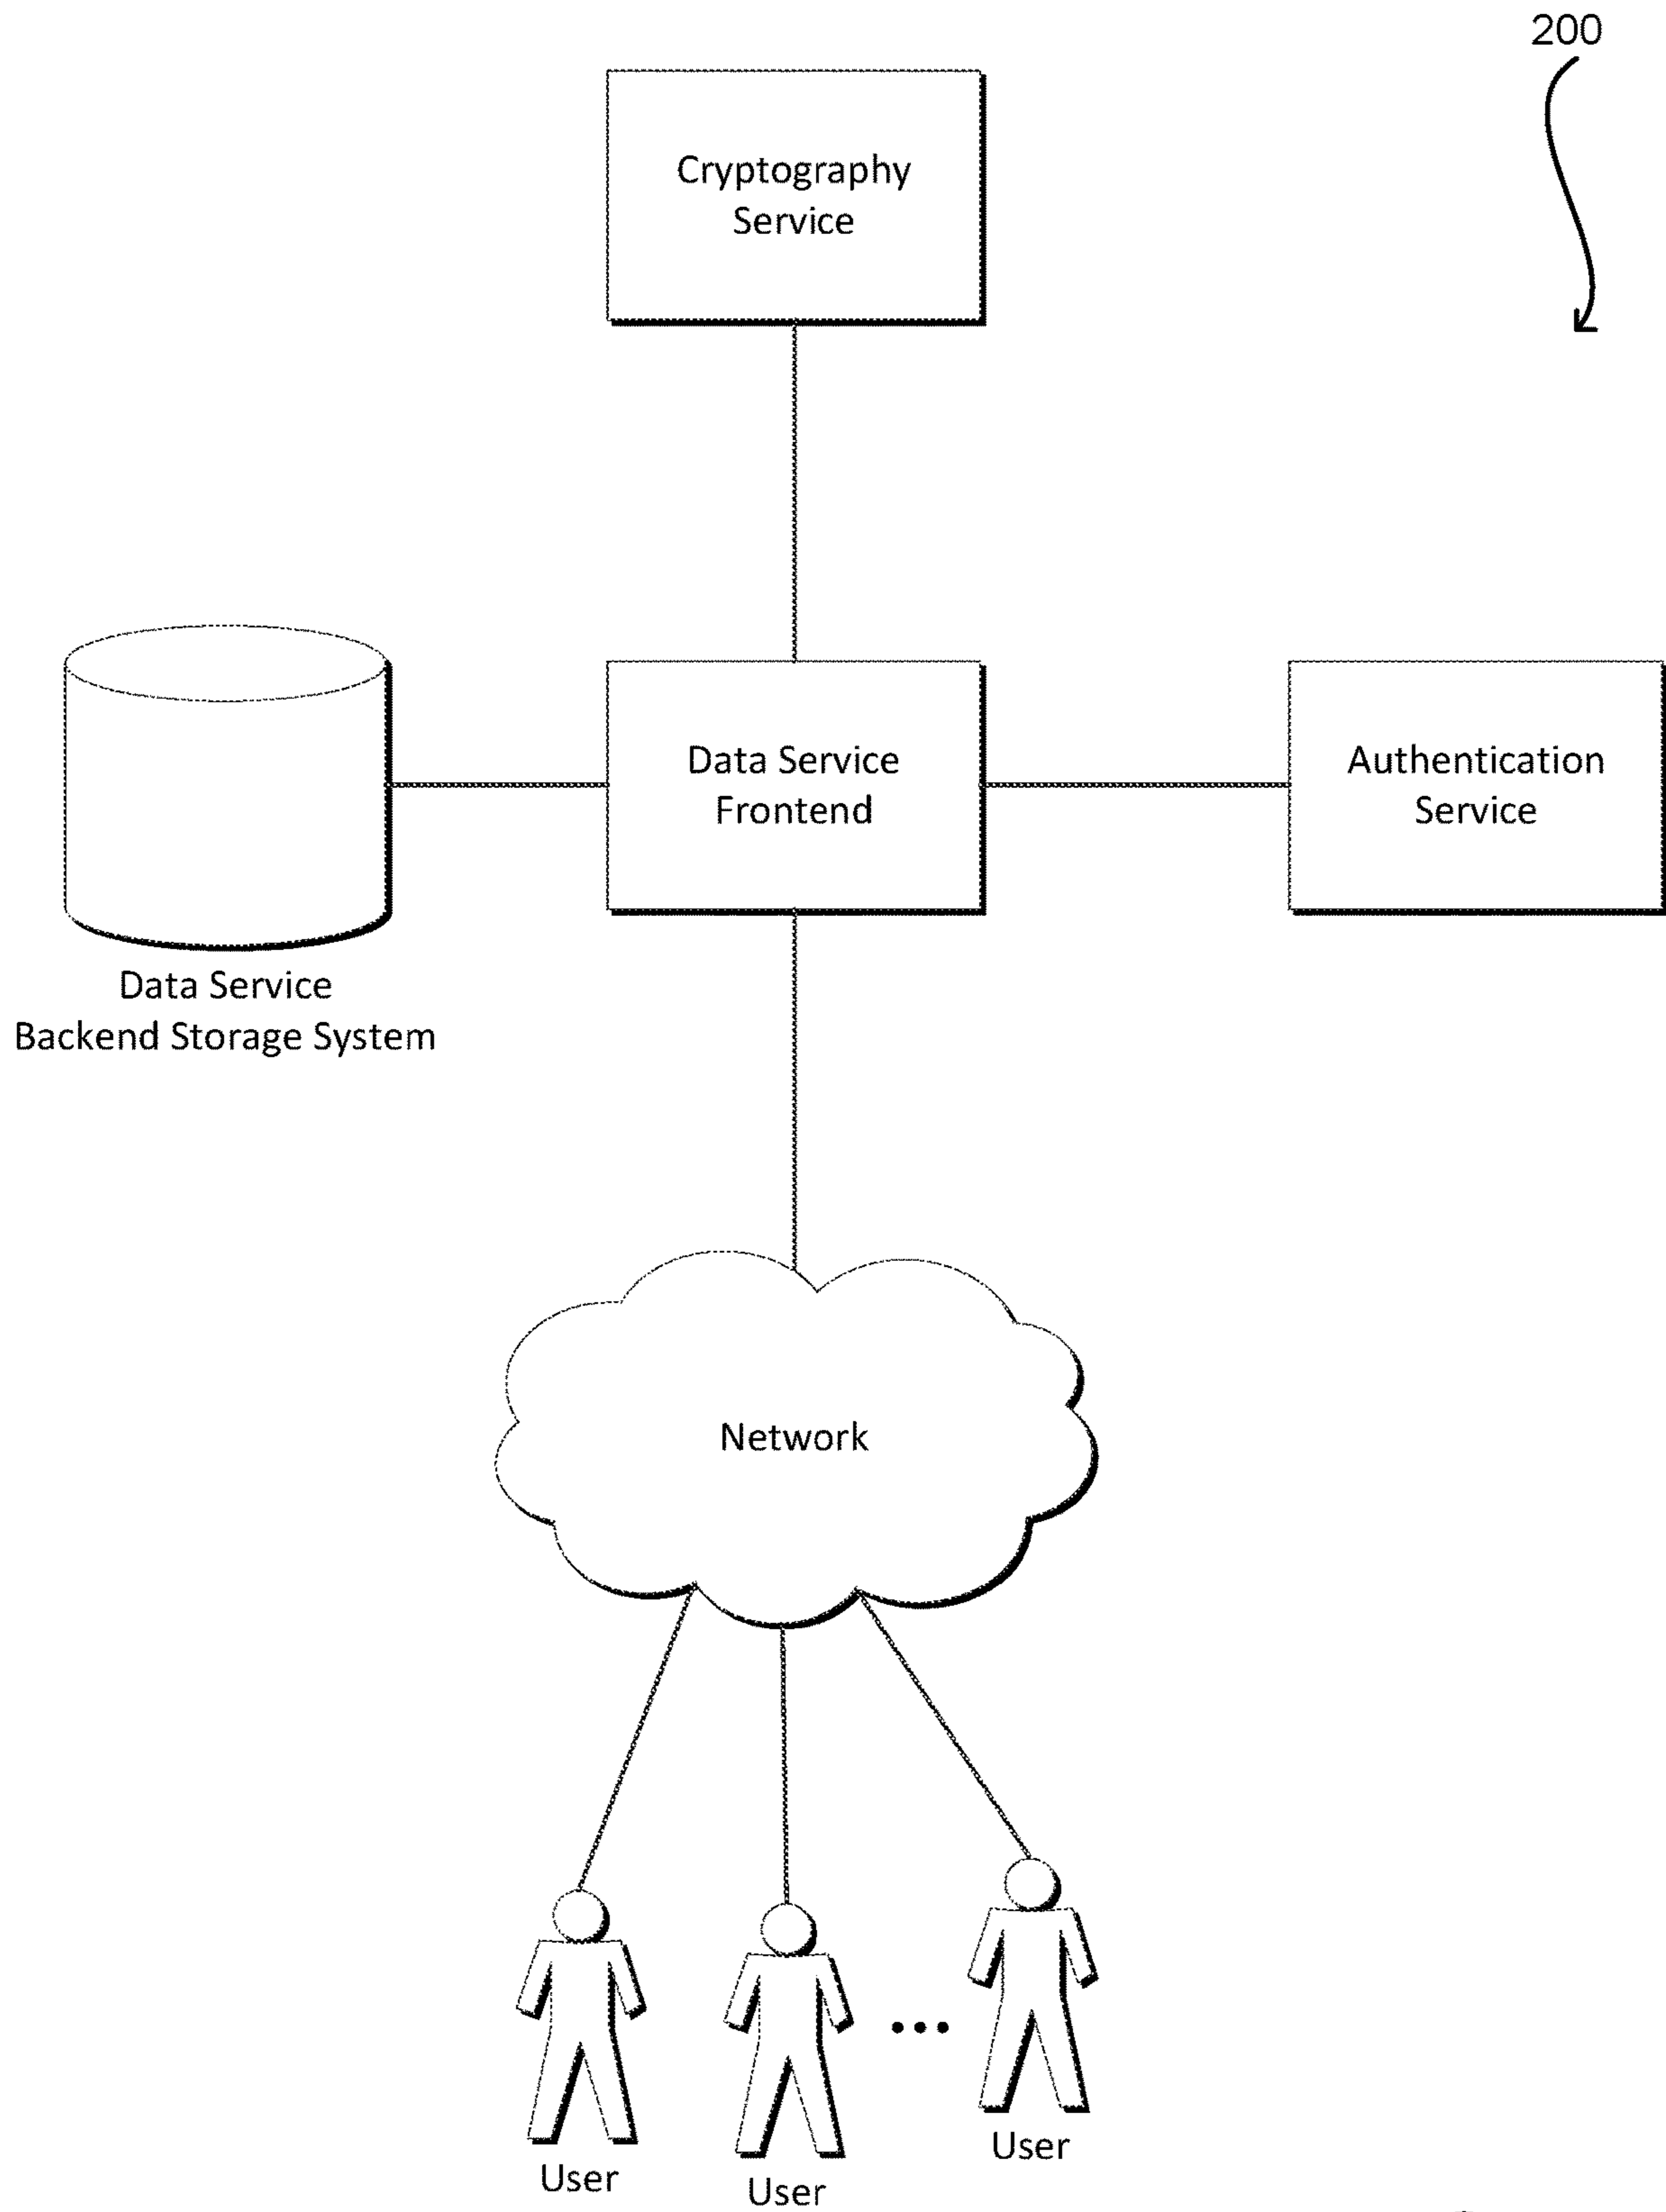 200
Cryptography
Service
Data Service
Frontend
Authentication
Service
Data Service
Backend Storage System
Network
User
User
User